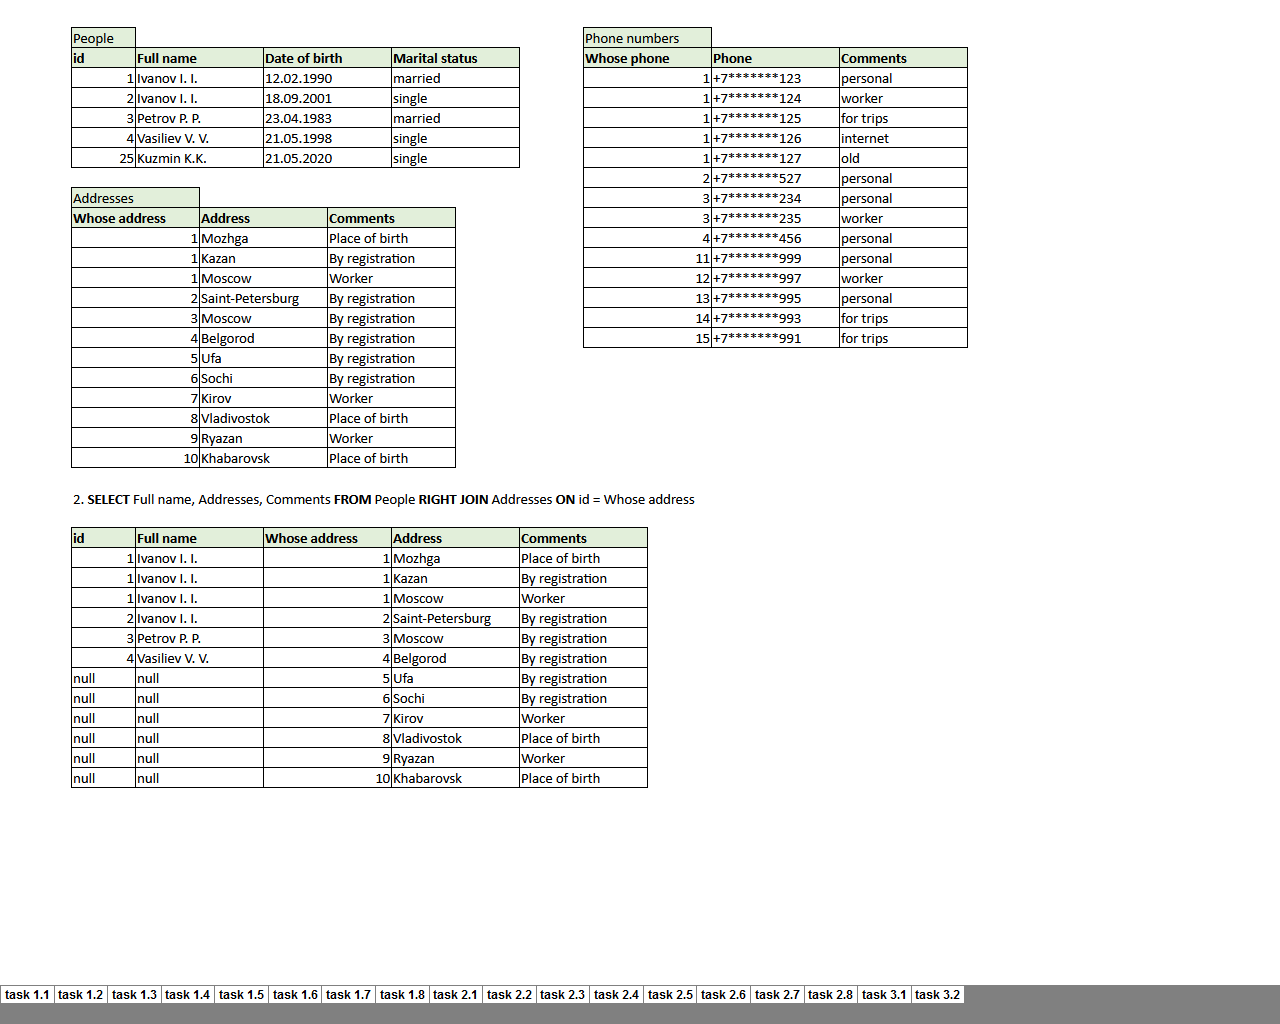 People
id Full name Date of birth Marital status
1 Ivanov I. I. 12.02.1990 married
2 Ivanov I. I. 18.09.2001 single
3 Petrov P. P. 23.04.1983 married
4 Vasiliev V. V. 21.05.1998 single
25 Kuzmin K.K. 21.05.2020 single
Addresses
Whose address Address Comments
1 Mozhga Place of birth
1 Kazan By registration
1 Moscow Worker
2 Saint-Petersburg By registration
3 Moscow By registration
4 Belgorod By registration
5 Ufa By registration
6 Sochi By registration
7 Kirov Worker
8 Vladivostok Place of birth
9 Ryazan Worker
10 Khabarovsk Place of birth
Phone numbers
Whose phone Phone Comments
1 +7*******123 personal
1 +7*******124 worker
1 +7*******125 for trips
1 +7*******126 internet
1 +7*******127 old
2 +7*******527 personal
3 +7*******234 personal
3 +7*******235 worker
4 +7*******456 personal
11 +7*******999 personal
12 +7*******997 worker
13 +7*******995 personal
14 +7*******993 for trips
15 +7*******991 for trips
2. SELECT Full name, Addresses, Comments FROM People RIGHT JOIN Addresses ON id = Whose address
id Full name Whose address Address Comments
1 Ivanov I. I. 1 Mozhga Place of birth
1 Ivanov I. I. 1 Kazan By registration
1 Ivanov I. I. 1 Moscow Worker
2 Ivanov I. I. 2 Saint-Petersburg By registration
3 Petrov P. P. 3 Moscow By registration
4 Vasiliev V. V. 4 Belgorod By registration
null null 5 Ufa By registration
null null 6 Sochi By registration
null null 7 Kirov Worker
null null 8 Vladivostok Place of birth
null null 9 Ryazan Worker
null null 10 Khabarovsk Place of birth
task 1.1 task 1.2 task 1.3 task 1.4 task 1.5 task 1.6 task 1.7 task 1.8 task 2.1 task 2.2 task 2.3 task 2.4 task 2.5 task 2.6 task 2.7 task 2.8 task 3.1 task 3.2